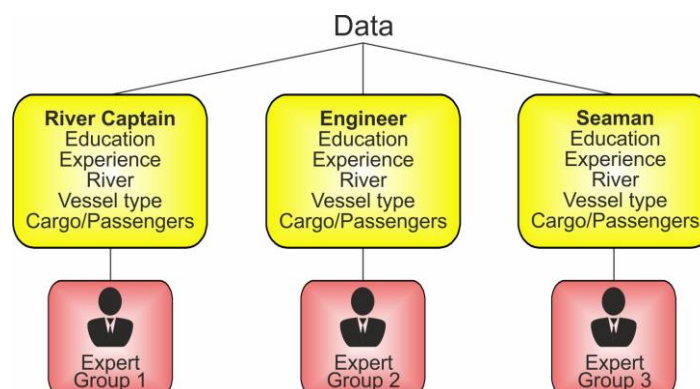 Data
River Captain
Education
Experience
River
Vessel type
Cargo/Passengers
Engineer
Education
Experience
River
Vessel type
Cargo/Passengers
Seaman
Education
Experience
River
Vessel type
Cargo/Passengers
Expert
Group 1
Expert
Group 2
Expert
Group 3